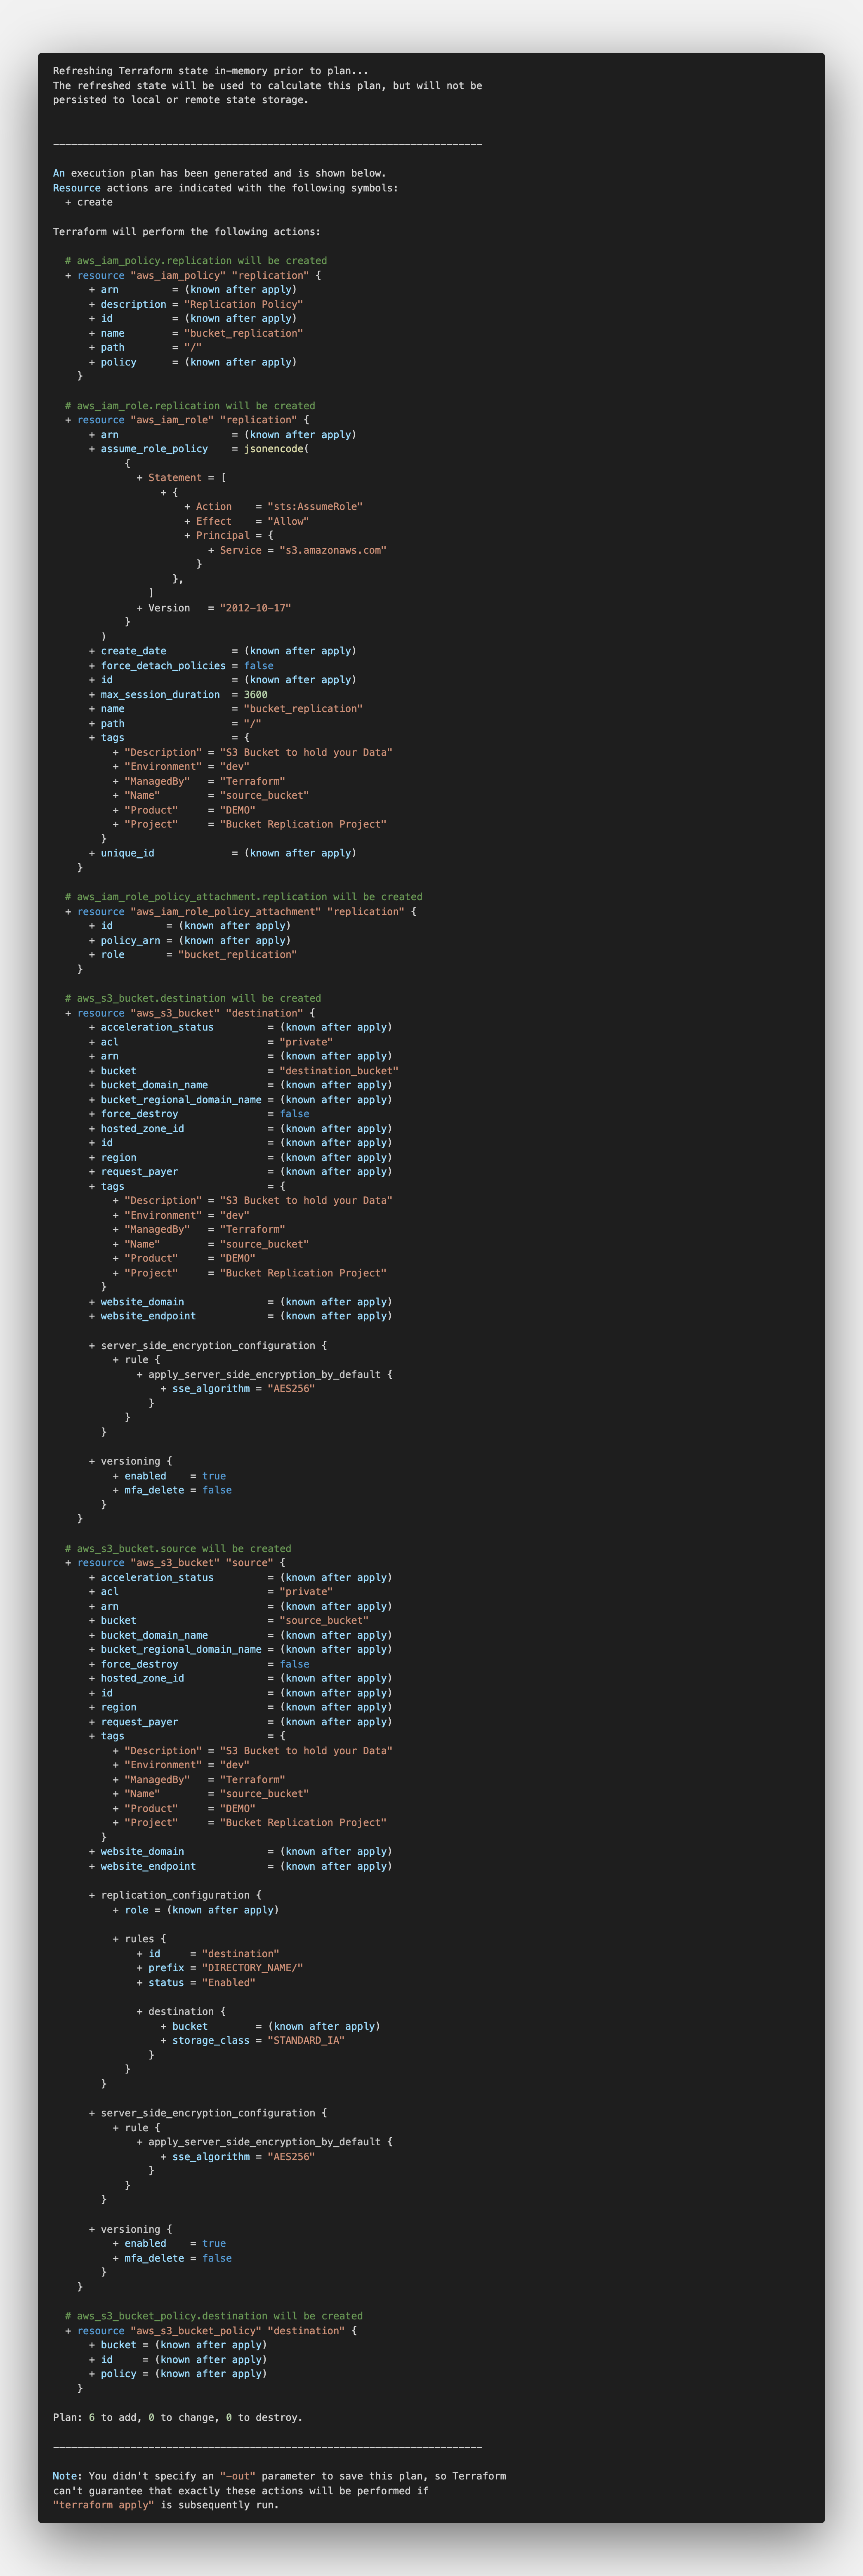 Refreshing Terraform state in-memory prior to plan...
The refreshed state will be used to calculate this plan, but will not be
persisted to local or remote state storage.
------------------------------------------------------------------------
An execution plan has been generated and is shown below.
Resource actions are indicated with the following symbols:
  + create
Terraform will perform the following actions:
  # aws_iam_policy.replication will be created
  + resource "aws_iam_policy" "replication" {
      + arn         = (known after apply)
      + description = "Replication Policy"
      + id          = (known after apply)
      + name        = "bucket_replication"
      + path        = "/"
      + policy      = (known after apply)
    }
  # aws_iam_role.replication will be created
  + resource "aws_iam_role" "replication" {
      + arn                   = (known after apply)
      + assume_role_policy    = jsonencode(
            {
              + Statement = [
                  + {
                      + Action    = "sts:AssumeRole"
                      + Effect    = "Allow"
                      + Principal = {
                          + Service = "s3.amazonaws.com"
                        }
                    },
                ]
              + Version   = "2012-10-17"
            }
        )
      + create_date           = (known after apply)
      + force_detach_policies = false
      + id                    = (known after apply)
      + max_session_duration  = 3600
      + name                  = "bucket_replication"
      + path                  = "/"
      + tags                  = {
          + "Description" = "S3 Bucket to hold your Data"
          + "Environment" = "dev"
          + "ManagedBy"   = "Terraform"
          + "Name"        = "source_bucket"
          + "Product"     = "DEMO"
          + "Project"     = "Bucket Replication Project"
        }
      + unique_id             = (known after apply)
    }
  # aws_iam_role_policy_attachment.replication will be created
  + resource "aws_iam_role_policy_attachment" "replication" {
      + id         = (known after apply)
      + policy_arn = (known after apply)
      + role       = "bucket_replication"
    }
  # aws_s3_bucket.destination will be created
  + resource "aws_s3_bucket" "destination" {
      + acceleration_status         = (known after apply)
      + acl                         = "private"
      + arn                         = (known after apply)
      + bucket                      = "destination_bucket"
      + bucket_domain_name          = (known after apply)
      + bucket_regional_domain_name = (known after apply)
      + force_destroy               = false
      + hosted_zone_id              = (known after apply)
      + id                          = (known after apply)
      + region                      = (known after apply)
      + request_payer               = (known after apply)
      + tags                        = {
          + "Description" = "S3 Bucket to hold your Data"
          + "Environment" = "dev"
          + "ManagedBy"   = "Terraform"
          + "Name"        = "source_bucket"
          + "Product"     = "DEMO"
          + "Project"     = "Bucket Replication Project"
        }
      + website_domain              = (known after apply)
      + website_endpoint            = (known after apply)
      + server_side_encryption_configuration {
          + rule {
              + apply_server_side_encryption_by_default {
                  + sse_algorithm = "AES256"
                }
            }
        }
      + versioning {
          + enabled    = true
          + mfa_delete = false
        }
    }
  # aws_s3_bucket.source will be created
  + resource "aws_s3_bucket" "source" {
      + acceleration_status         = (known after apply)
      + acl                         = "private"
      + arn                         = (known after apply)
      + bucket                      = "source_bucket"
      + bucket_domain_name          = (known after apply)
      + bucket_regional_domain_name = (known after apply)
      + force_destroy               = false
      + hosted_zone_id              = (known after apply)
      + id                          = (known after apply)
      + region                      = (known after apply)
      + request_payer               = (known after apply)
      + tags                        = {
          + "Description" = "S3 Bucket to hold your Data"
          + "Environment" = "dev"
          + "ManagedBy"   = "Terraform"
          + "Name"        = "source_bucket"
          + "Product"     = "DEMO"
          + "Project"     = "Bucket Replication Project"
        }
      + website_domain              = (known after apply)
      + website_endpoint            = (known after apply)
      + replication_configuration {
          + role = (known after apply)
          + rules {
              + id     = "destination"
              + prefix = "DIRECTORY_NAME/"
              + status = "Enabled"
              + destination {
                  + bucket        = (known after apply)
                  + storage_class = "STANDARD_IA"
                }
            }
        }
      + server_side_encryption_configuration {
          + rule {
              + apply_server_side_encryption_by_default {
                  + sse_algorithm = "AES256"
                }
            }
        }
      + versioning {
          + enabled    = true
          + mfa_delete = false
        }
    }
  # aws_s3_bucket_policy.destination will be created
  + resource "aws_s3_bucket_policy" "destination" {
      + bucket = (known after apply)
      + id     = (known after apply)
      + policy = (known after apply)
    }
Plan: 6 to add, 0 to change, 0 to destroy.
------------------------------------------------------------------------
Note: You didn't specify an "-out" parameter to save this plan, so Terraform
can't guarantee that exactly these actions will be performed if
"terraform apply" is subsequently run.